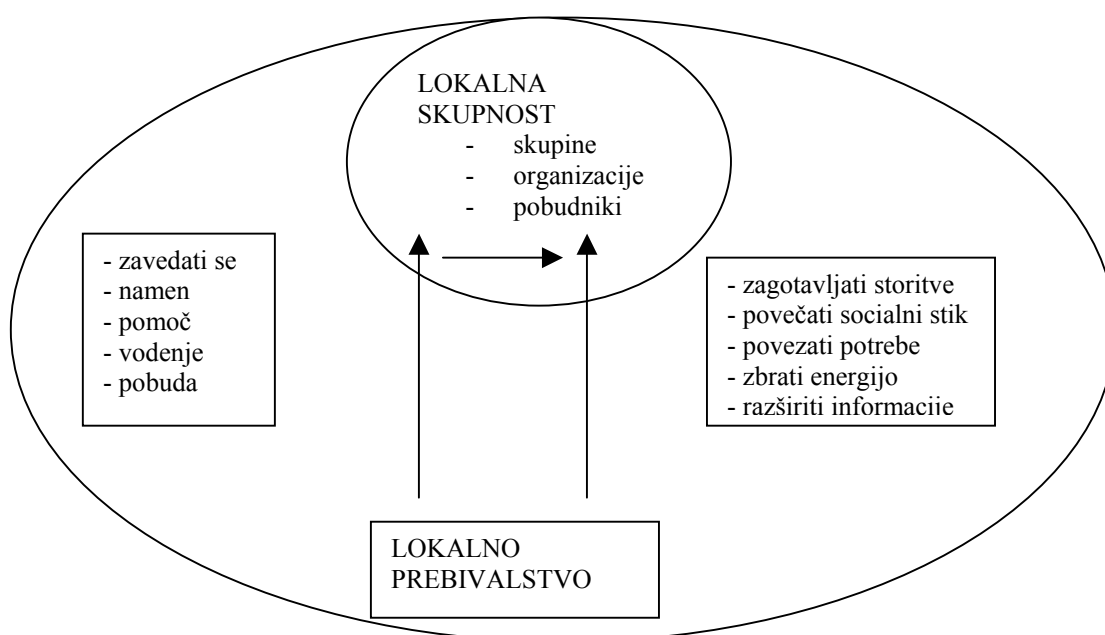 LOKALNA
SKUPNOST
- skupine
- organizacije
- pobudniki
- zavedati se
- namen
- pomoč
- vodenje
- pobuda
- zagotavljati storitve
- povečati socialni stik
- povezati potrebe
- zbrati energijo
- razširiti informacije
LOKALNO
PREBIVALSTVO